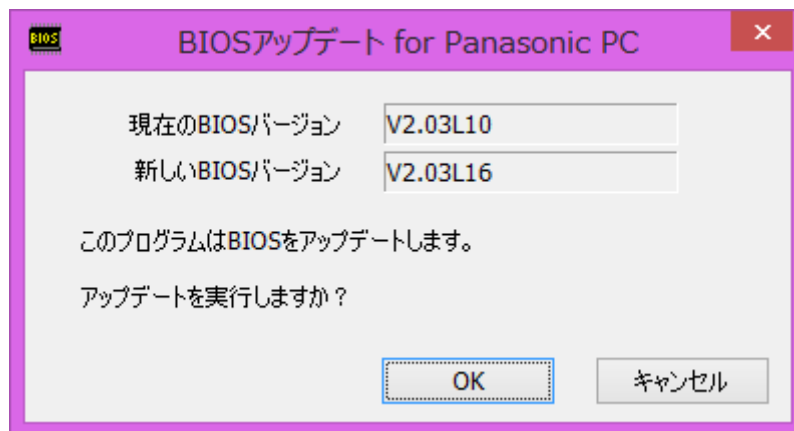 BIOS
BIOSアップデート for Panasonic PC
現在のBIOSバージョン V2.03L10
新しいBIOSバージョン V2.03L16
このプログラムはBIOSをアップデートします。
アップデートを実行しますか？
OK キャンセル